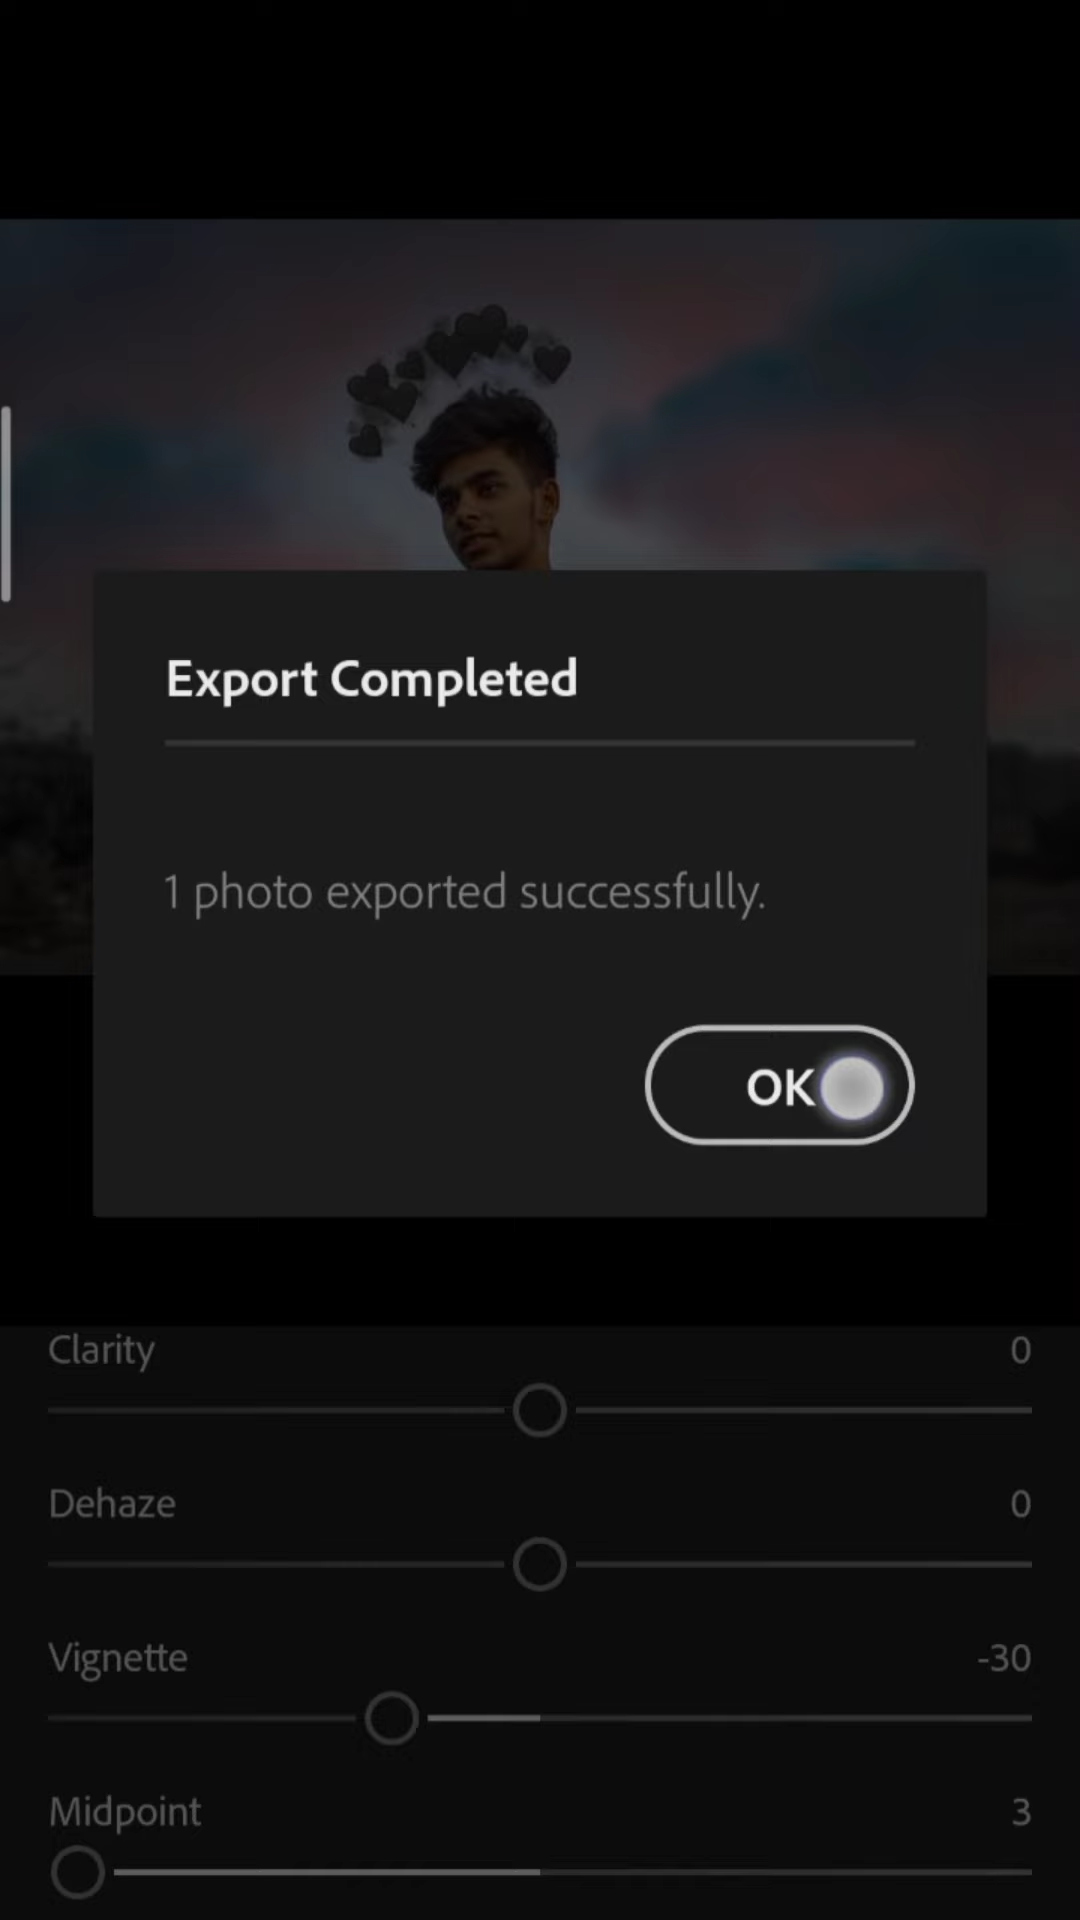 Export Completed
1 photo exported successfully.
OK
Clarity 0
Dehaze 0
Vignette -30
Midpoint 3